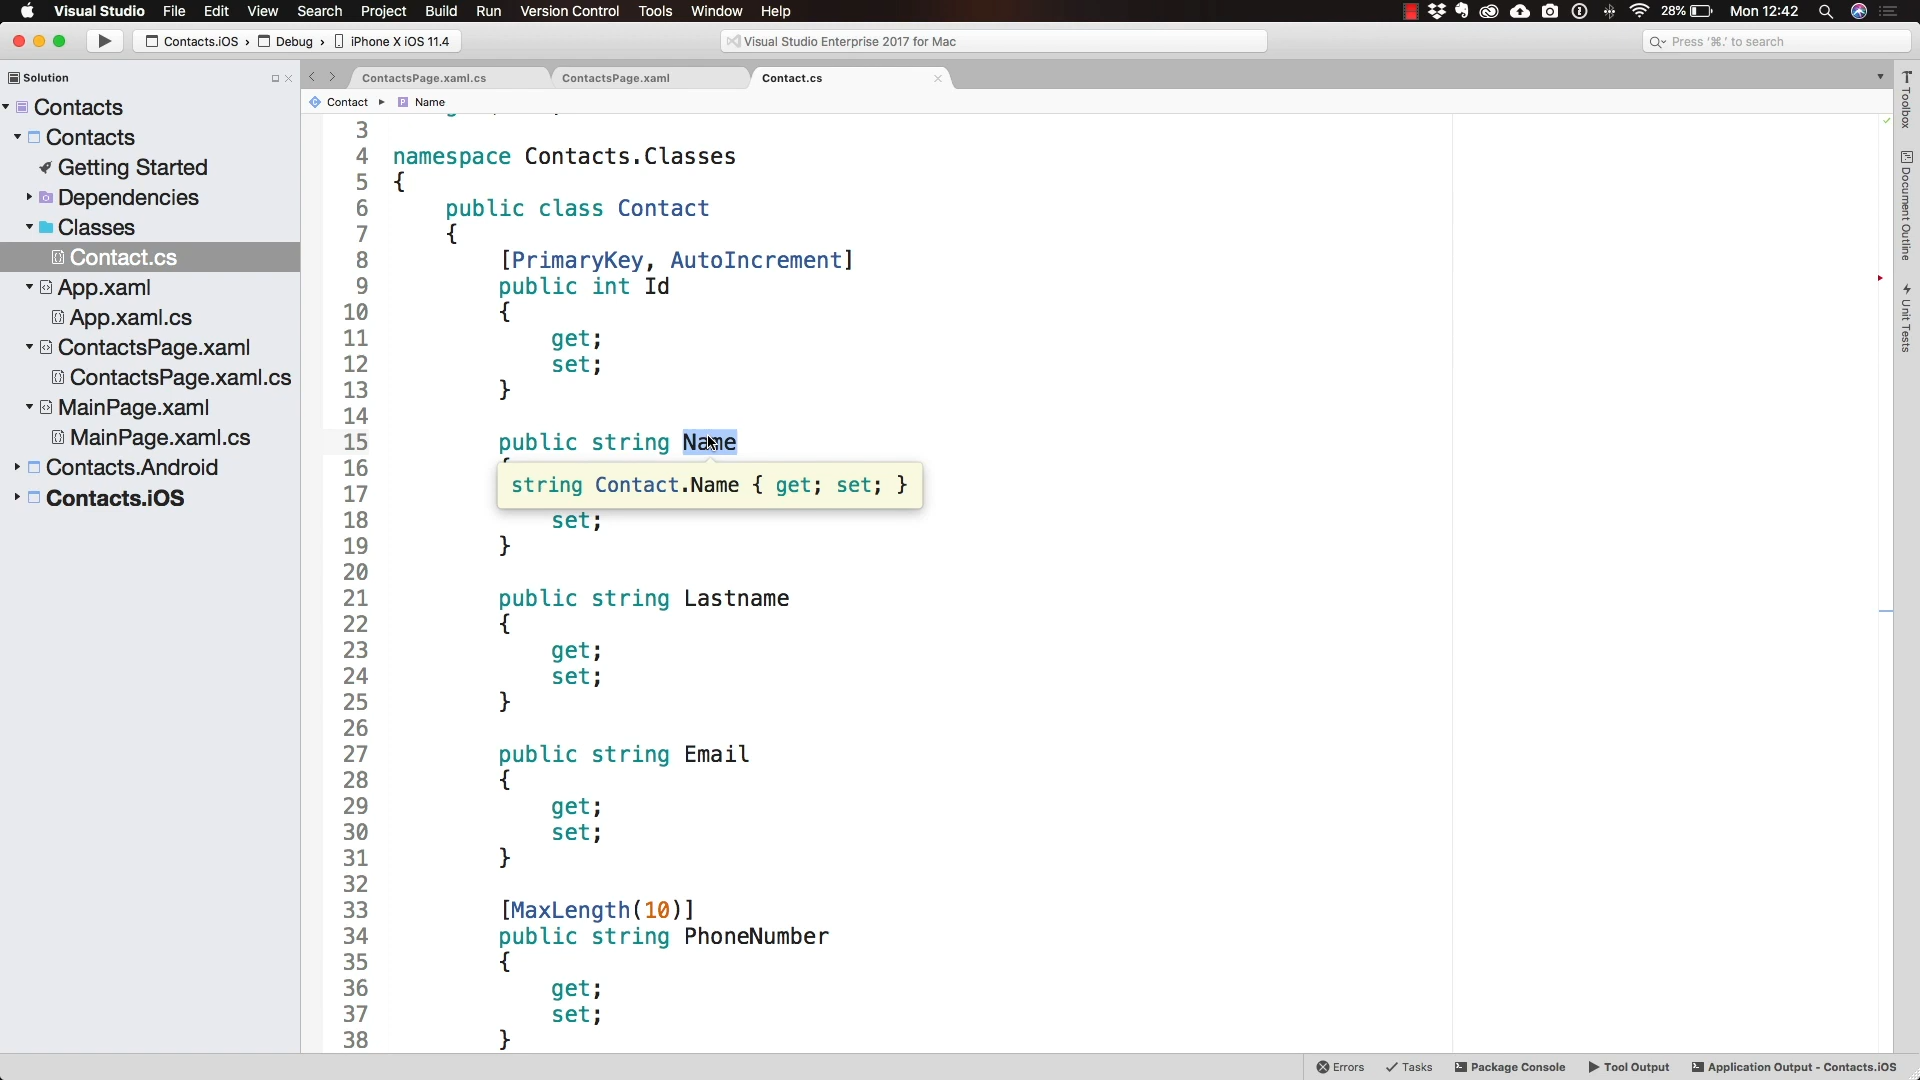 Visual Studio File Edit View Search Project Build Run Version Control Tools Window Help 28% Mon 12:42
Contacts.iOS › Debug › iPhone X iOS 11.4 Visual Studio Enterprise 2017 for Mac Press '⌘.' to search
Solution
Contacts
Contacts
Getting Started
Dependencies
Classes
Contact.cs
App.xaml
App.xaml.cs
ContactsPage.xaml
ContactsPage.xaml.cs
MainPage.xaml
MainPage.xaml.cs
Contacts.Android
Contacts.iOS
ContactsPage.xaml.cs ContactsPage.xaml Contact.cs
Contact Name
3
4 namespace Contacts.Classes
5 {
6 public class Contact
7 {
8 [PrimaryKey, AutoIncrement]
9 public int Id
10 {
11 get;
12 set;
13 }
14
15 public string Name
16
string Contact.Name { get; set; }
17
18 set;
19 }
20
21 public string Lastname
22 {
23 get;
24 set;
25 }
26
27 public string Email
28 {
29 get;
30 set;
31 }
32
33 [MaxLength(10)]
34 public string PhoneNumber
35 {
36 get;
37 set;
38 }
Toolbox
Document Outline
Unit Tests
Errors Tasks Package Console Tool Output Application Output - Contacts.iOS